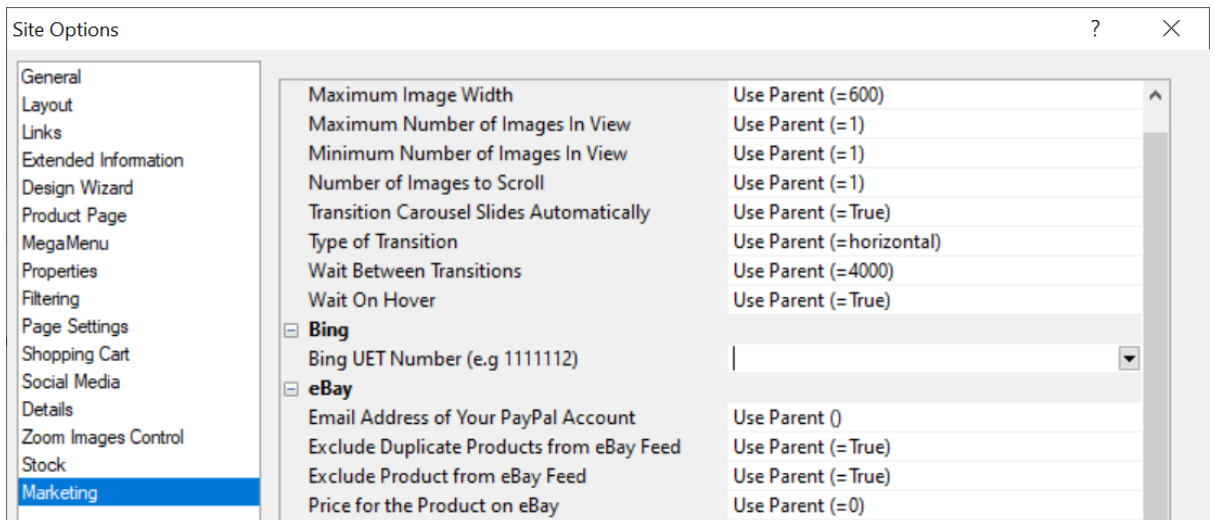 Site Options
?
General
Layout
Links
Extended Information
Design Wizard
Product Page
MegaMenu
Properties
Filtering
Page Settings
Shopping Cart
Social Media
Details
Zoom Images Control
Stock
Marketing
Maximum Image Width Use Parent (=600)
Maximum Number of Images In View Use Parent (=1)
Minimum Number of Images In View Use Parent (=1)
Number of Images to Scroll Use Parent (=1)
Transition Carousel Slides Automatically Use Parent (=True)
Type of Transition Use Parent (=horizontal)
Wait Between Transitions Use Parent (=4000)
Wait On Hover Use Parent (=True)
Bing
Bing UET Number (e.g 1111112)
eBay
Email Address of Your PayPal Account Use Parent ()
Exclude Duplicate Products from eBay Feed Use Parent (=True)
Exclude Product from eBay Feed Use Parent (=True)
Price for the Product on eBay Use Parent (=0)